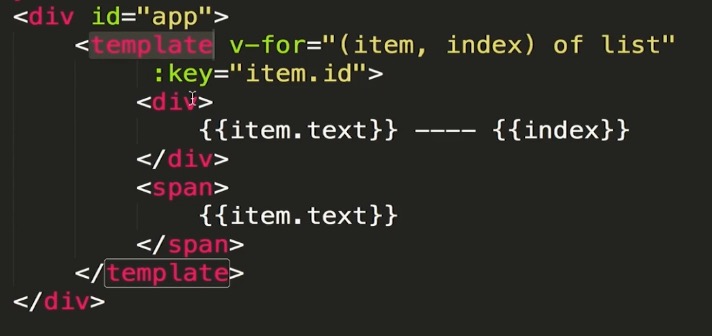 <div id="app">
<template v-for="(item, index) of list"
:key="item.id">
<div>
{{item.text}} ---- {{index}}
</div>
<span>
{{item.text}}
</span>
</template>
</div>